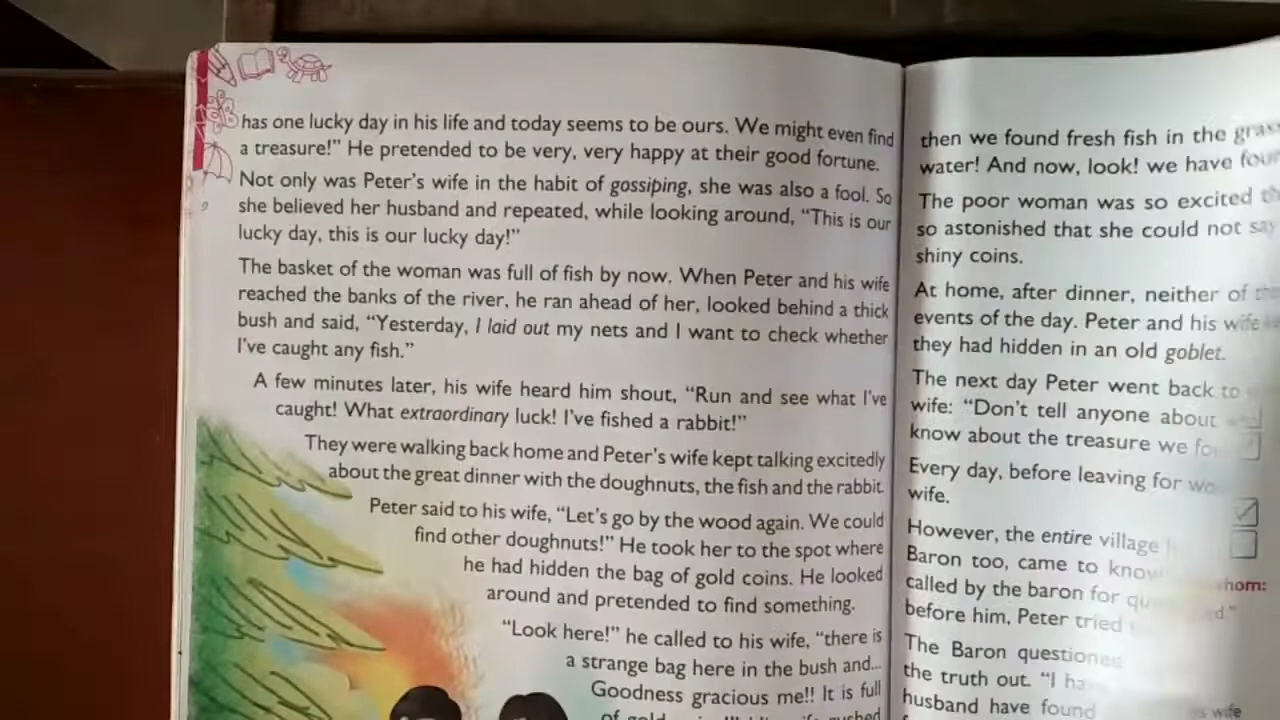 has one lucky day in his life and today seems to be ours. We might even find
a treasure!” He pretended to be very, very happy at their good fortune.
Not only was Peter’s wife in the habit of gossiping, she was also a fool. So
she believed her husband and repeated, while looking around, “This is our
lucky day, this is our lucky day!”
The basket of the woman was full of fish by now. When Peter and his wife
reached the banks of the river, he ran ahead of her, looked behind a thick
bush and said, “Yesterday, I laid out my nets and I want to check whether
I’ve caught any fish.”
A few minutes later, his wife heard him shout, “Run and see what I’ve
caught! What extraordinary luck! I’ve fished a rabbit!”
They were walking back home and Peter’s wife kept talking excitedly
about the great dinner with the doughnuts, the fish and the rabbit.
Peter said to his wife, “Let’s go by the wood again. We could
find other doughnuts!” He took her to the spot where
he had hidden the bag of gold coins. He looked
around and pretended to find something.
“Look here!” he called to his wife, “there is
a strange bag here in the bush and...
Goodness gracious me!! It is full
of gold
then we found fresh fish in the
water! And now, look! we have
The poor woman was so excited
so astonished that she could not say
shiny coins.
At home, after dinner, neither of
events of the day. Peter and his wife
they had hidden in an old goblet.
The next day Peter went back to
wife: “Don’t tell anyone about
know about the treasure we
Every day, before leaving for
wife.
However, the entire village
Baron too, came to know
called by the baron for
before him, Peter tried
The Baron questioned
the truth out. “I
husband have found
whom:
wife